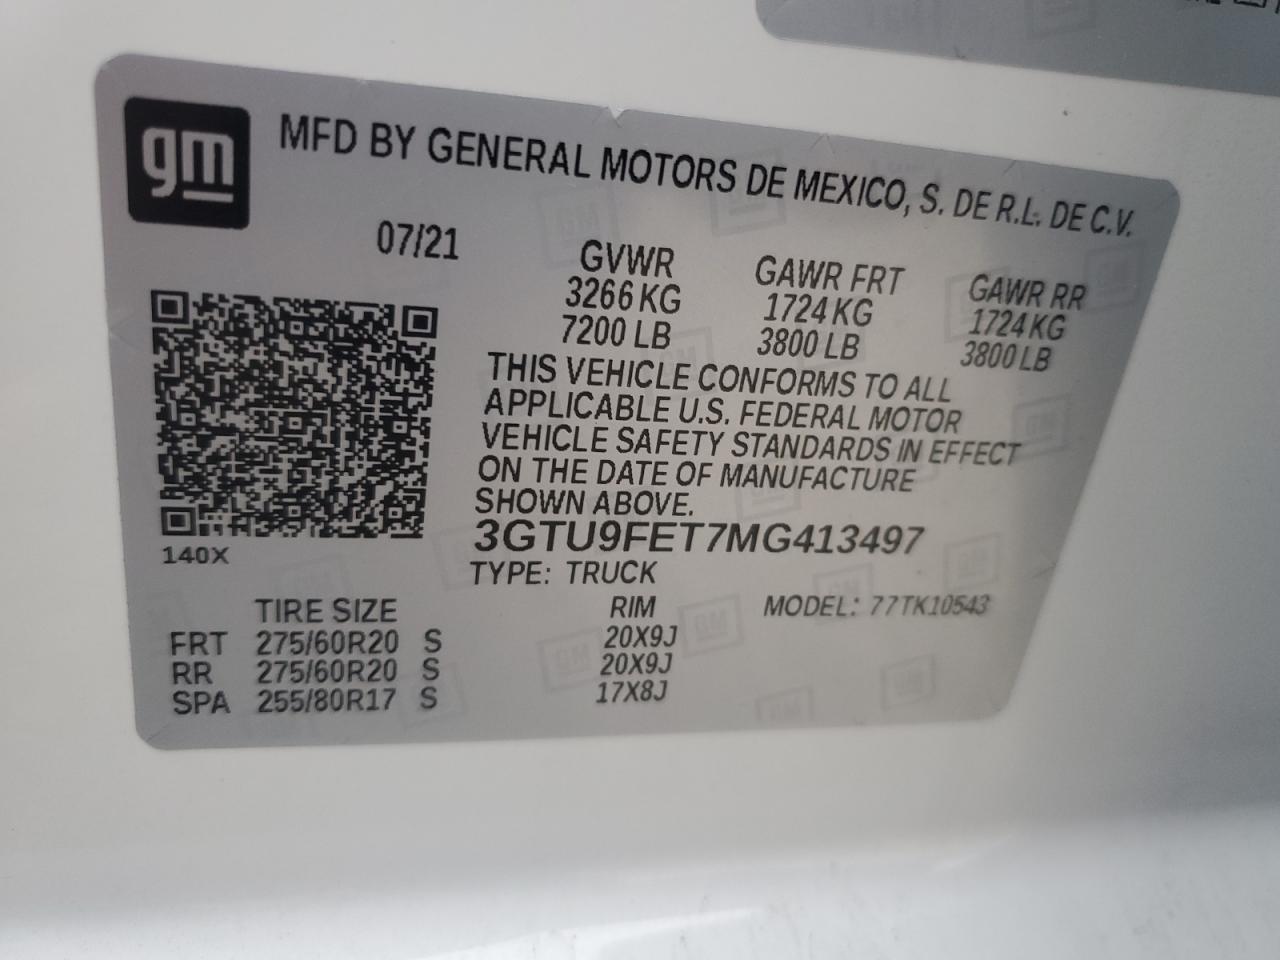 gm
MFD BY GENERAL MOTORS DE MEXICO, S. DE R.L. DE C.V.
07/21
GVWR GAWR FRT GAWR RR
3266 KG 1724 KG 1724 KG
7200 LB 3800 LB 3800 LB
THIS VEHICLE CONFORMS TO ALL
APPLICABLE U.S. FEDERAL MOTOR
VEHICLE SAFETY STANDARDS IN EFFECT
ON THE DATE OF MANUFACTURE
SHOWN ABOVE.
3GTU9FET7MG413497
140X
TYPE: TRUCK
TIRE SIZE RIM MODEL: 77TK10543
FRT 275/60R20 S 20X9J
RR 275/60R20 S 20X9J
SPA 255/80R17 S 17X8J